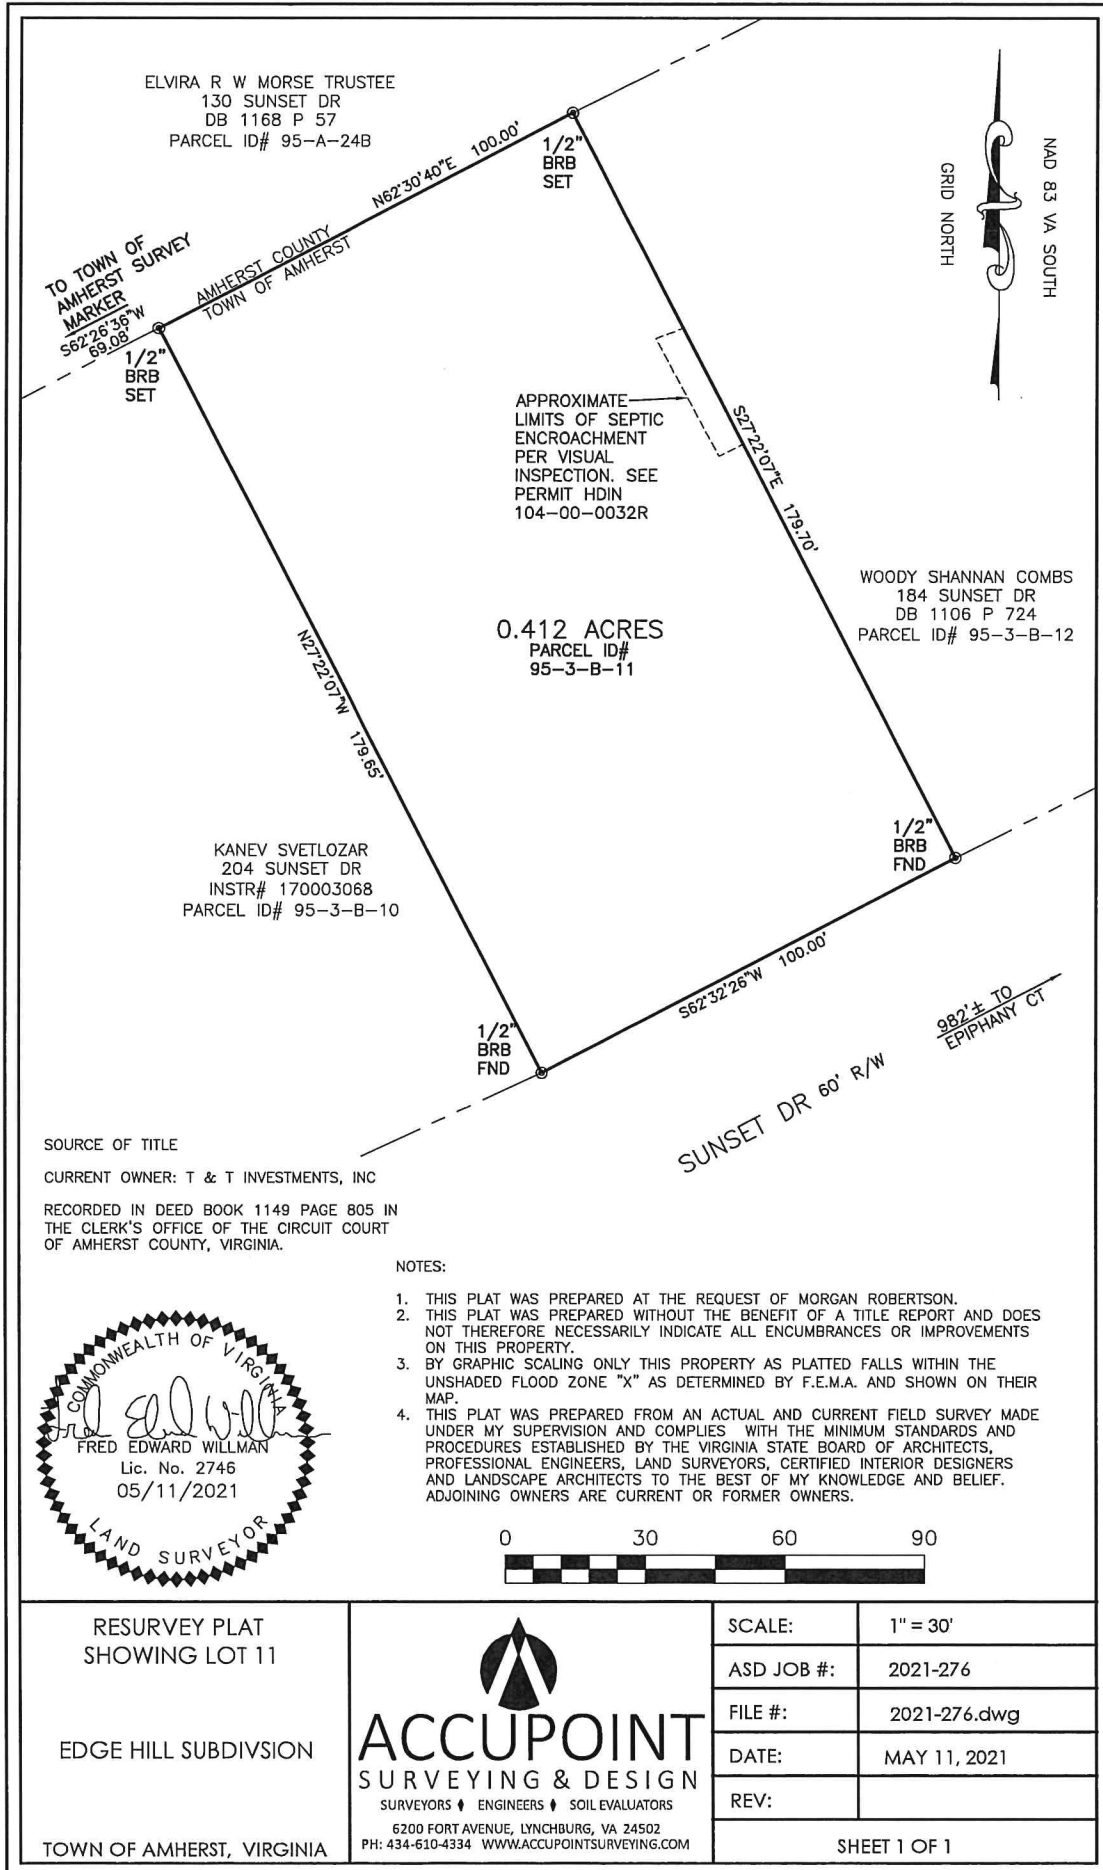 ELVIRA R W MORSE TRUSTEE
130 SUNSET DR
DB 1168 P 57
PARCEL ID# 95-A-24B
N62°30'40"E 100.00'
1/2"
BRB
SET
NAD 83 VA SOUTH
GRID NORTH
TO TOWN OF
AMHERST SURVEY
MARKER
S62°26'36"W
69.08'
AMHERST COUNTY
TOWN OF AMHERST
1/2"
BRB
SET
APPROXIMATE
LIMITS OF SEPTIC
ENCROACHMENT
PER VISUAL
INSPECTION. SEE
PERMIT HDIN
104-00-0032R
S27°22'07"E 179.70'
WOODY SHANNAN COMBS
184 SUNSET DR
DB 1106 P 724
PARCEL ID# 95-3-B-12
0.412 ACRES
PARCEL ID#
95-3-B-11
N27°22'07"W 179.65'
KANEV SVETLOZAR
204 SUNSET DR
INSTR# 170003068
PARCEL ID# 95-3-B-10
1/2"
BRB
FND
S62°32'26"W 100.00'
1/2"
BRB
FND
982'± TO
EPIPHANY CT
SUNSET DR 60' R/W
SOURCE OF TITLE
CURRENT OWNER: T & T INVESTMENTS, INC
RECORDED IN DEED BOOK 1149 PAGE 805 IN
THE CLERK'S OFFICE OF THE CIRCUIT COURT
OF AMHERST COUNTY, VIRGINIA.
NOTES:
1. THIS PLAT WAS PREPARED AT THE REQUEST OF MORGAN ROBERTSON.
2. THIS PLAT WAS PREPARED WITHOUT THE BENEFIT OF A TITLE REPORT AND DOES
NOT THEREFORE NECESSARILY INDICATE ALL ENCUMBRANCES OR IMPROVEMENTS
ON THIS PROPERTY.
3. BY GRAPHIC SCALING ONLY THIS PROPERTY AS PLATTED FALLS WITHIN THE
UNSHADED FLOOD ZONE "X" AS DETERMINED BY F.E.M.A. AND SHOWN ON THEIR
MAP.
4. THIS PLAT WAS PREPARED FROM AN ACTUAL AND CURRENT FIELD SURVEY MADE
UNDER MY SUPERVISION AND COMPLIES WITH THE MINIMUM STANDARDS AND
PROCEDURES ESTABLISHED BY THE VIRGINIA STATE BOARD OF ARCHITECTS,
PROFESSIONAL ENGINEERS, LAND SURVEYORS, CERTIFIED INTERIOR DESIGNERS
AND LANDSCAPE ARCHITECTS TO THE BEST OF MY KNOWLEDGE AND BELIEF.
ADJOINING OWNERS ARE CURRENT OR FORMER OWNERS.
COMMONWEALTH OF VIRGINIA
Fred Edward Willman
FRED EDWARD WILLMAN
Lic. No. 2746
05/11/2021
LAND SURVEYOR
0 30 60 90
RESURVEY PLAT
SHOWING LOT 11
EDGE HILL SUBDIVSION
TOWN OF AMHERST, VIRGINIA
ACCUPOINT
SURVEYING & DESIGN
SURVEYORS ♦ ENGINEERS ♦ SOIL EVALUATORS
6200 FORT AVENUE, LYNCHBURG, VA 24502
PH: 434-610-4334 WWW.ACCUPOINTSURVEYING.COM
SCALE: 1" = 30'
ASD JOB #: 2021-276
FILE #: 2021-276.dwg
DATE: MAY 11, 2021
REV:
SHEET 1 OF 1